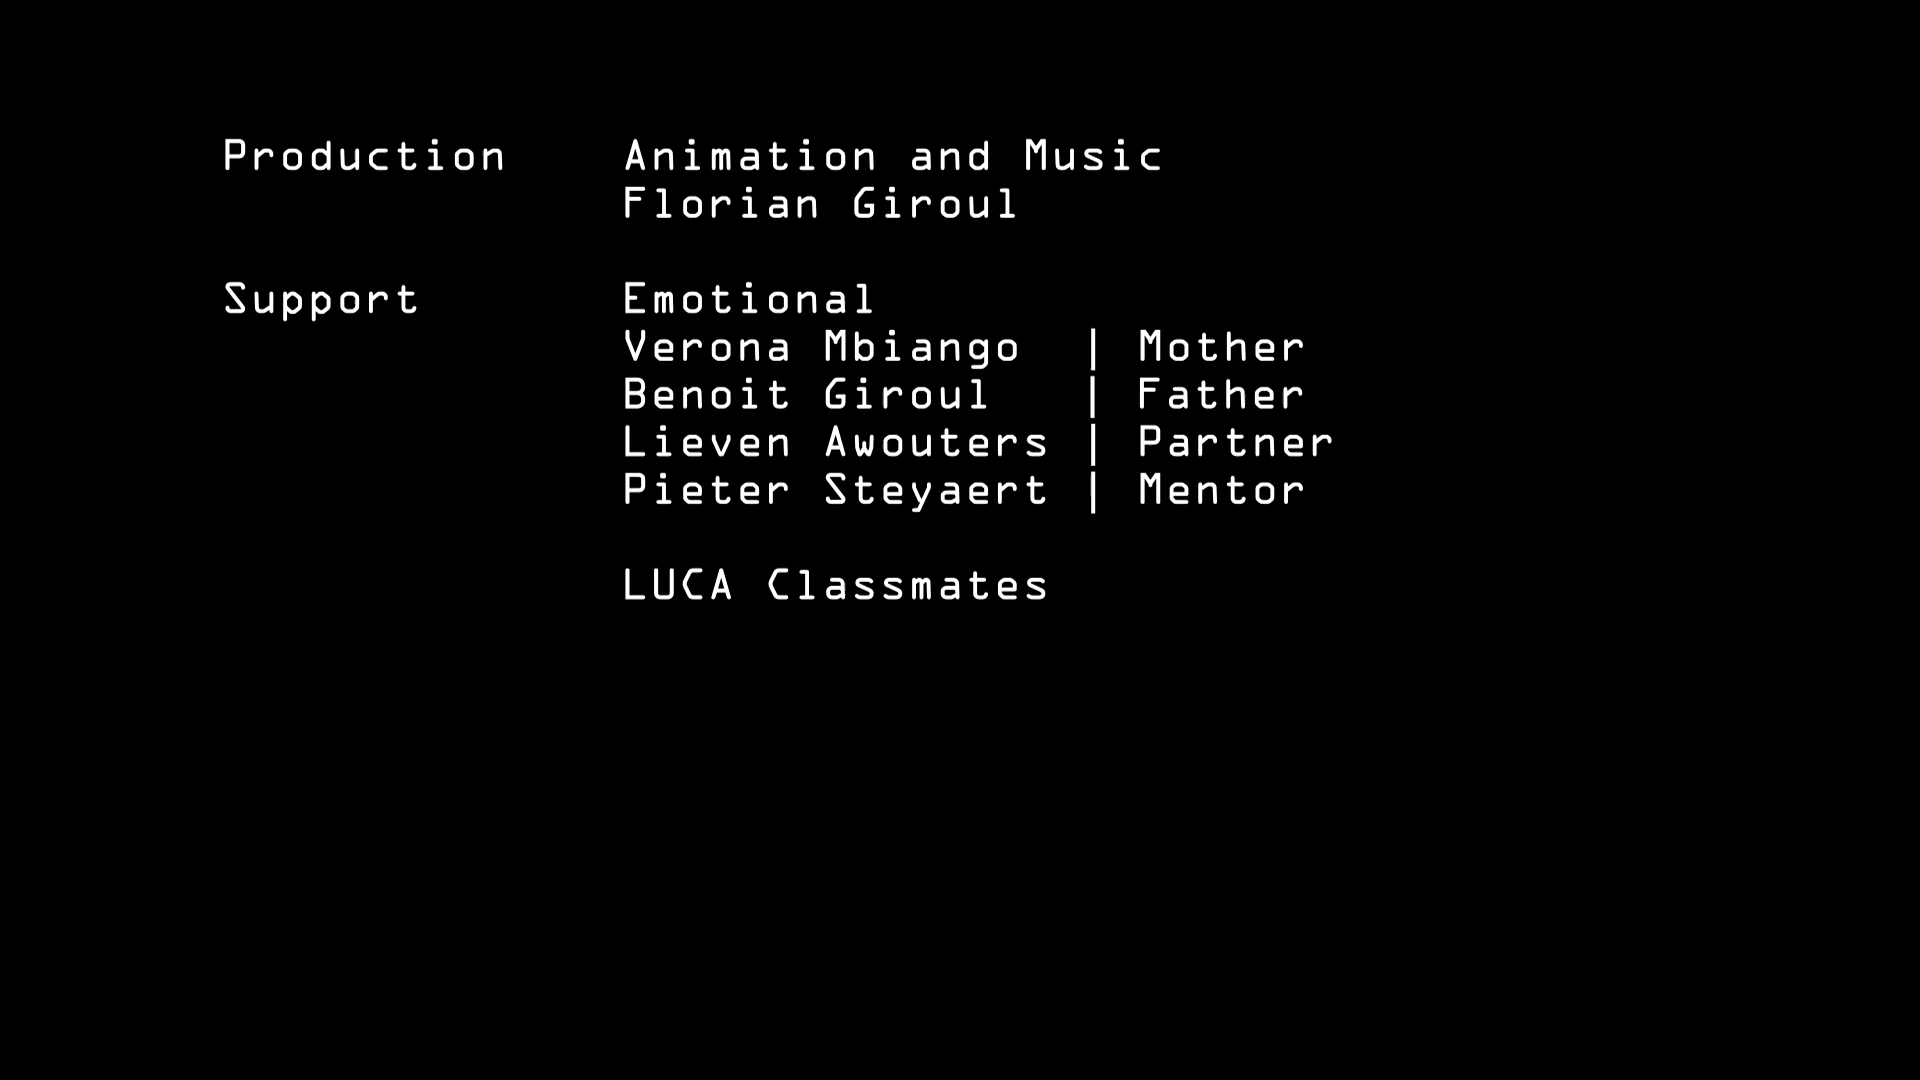 Production Animation and Music
Florian Giroul
Support Emotional
Verona Mbiango | Mother
Benoit Giroul | Father
Lieven Awouters | Partner
Pieter Steyaert | Mentor
LUCA Classmates